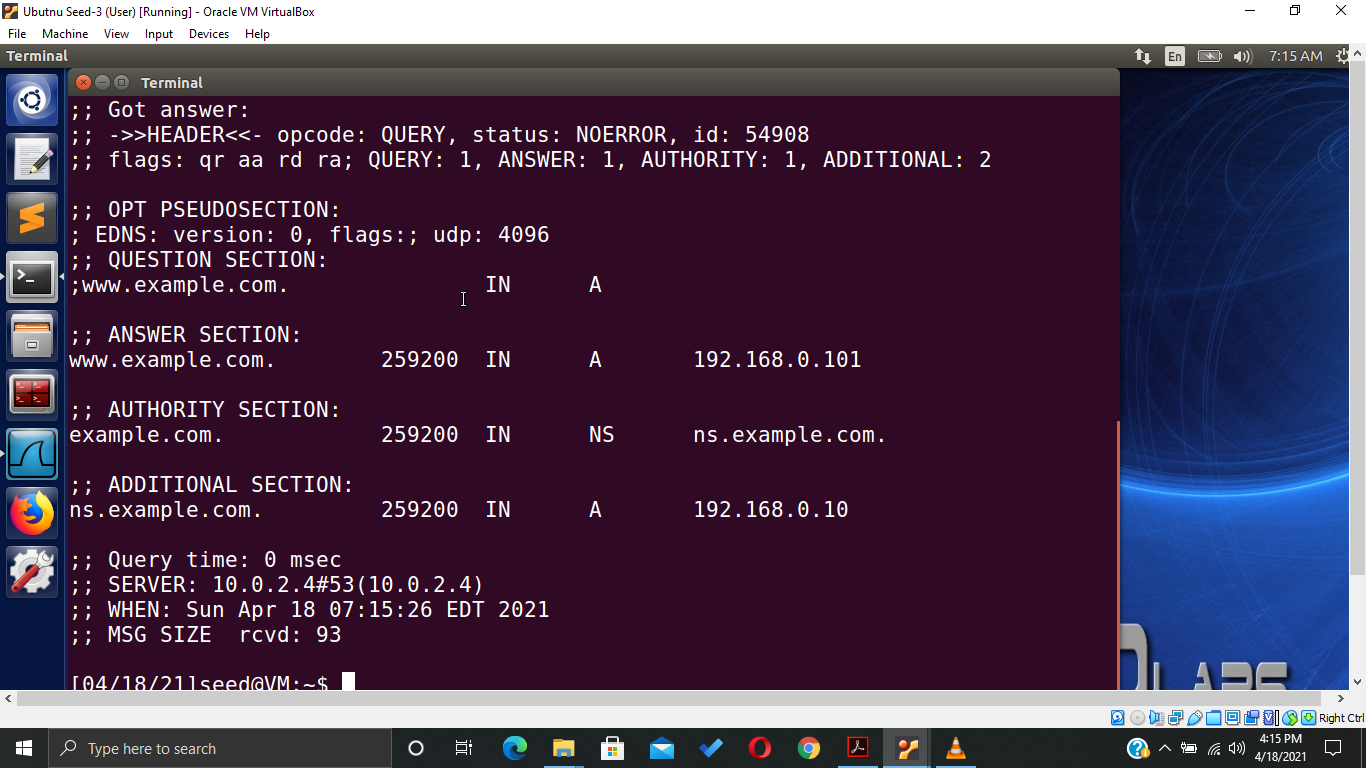 Ubutnu Seed-3 (User) [Running] - Oracle VM VirtualBox
File Machine View Input Devices Help
Terminal En 7:15 AM
Terminal
;; Got answer:
;; ->>HEADER<<- opcode: QUERY, status: NOERROR, id: 54908
;; flags: qr aa rd ra; QUERY: 1, ANSWER: 1, AUTHORITY: 1, ADDITIONAL: 2
;; OPT PSEUDOSECTION:
; EDNS: version: 0, flags:; udp: 4096
;; QUESTION SECTION:
;www.example.com. IN A
;; ANSWER SECTION:
www.example.com. 259200 IN A 192.168.0.101
;; AUTHORITY SECTION:
example.com. 259200 IN NS ns.example.com.
;; ADDITIONAL SECTION:
ns.example.com. 259200 IN A 192.168.0.10
;; Query time: 0 msec
;; SERVER: 10.0.2.4#53(10.0.2.4)
;; WHEN: Sun Apr 18 07:15:26 EDT 2021
;; MSG SIZE rcvd: 93
[04/18/21]seed@VM:~$
Right Ctrl
Type here to search
4:15 PM
4/18/2021